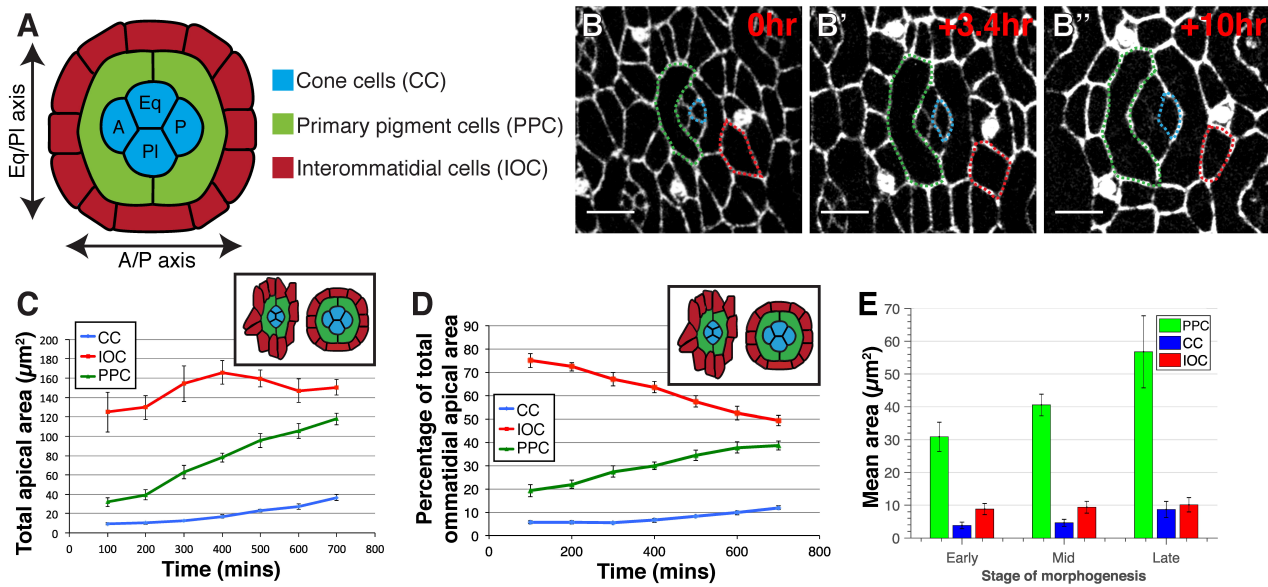 A
Eq/Pl axis
Eq
A
P
Pl
A/P axis
Cone cells (CC)
Primary pigment cells (PPC)
Interommatidial cells (IOC)
B
0hr
B'
+3.4hr
B''
+10hr
C
CC
IOC
PPC
Total apical area (µm²)
200
180
160
140
120
100
80
60
40
20
0
0 100 200 300 400 500 600 700 800
Time (mins)
D
CC
IOC
PPC
Percentage of total
ommatidial apical area
90
80
70
60
50
40
30
20
10
0
0 200 400 600 800
Time (mins)
E
PPC
CC
IOC
Mean area (µm²)
70
60
50
40
30
20
10
0
Early Mid Late
Stage of morphogenesis